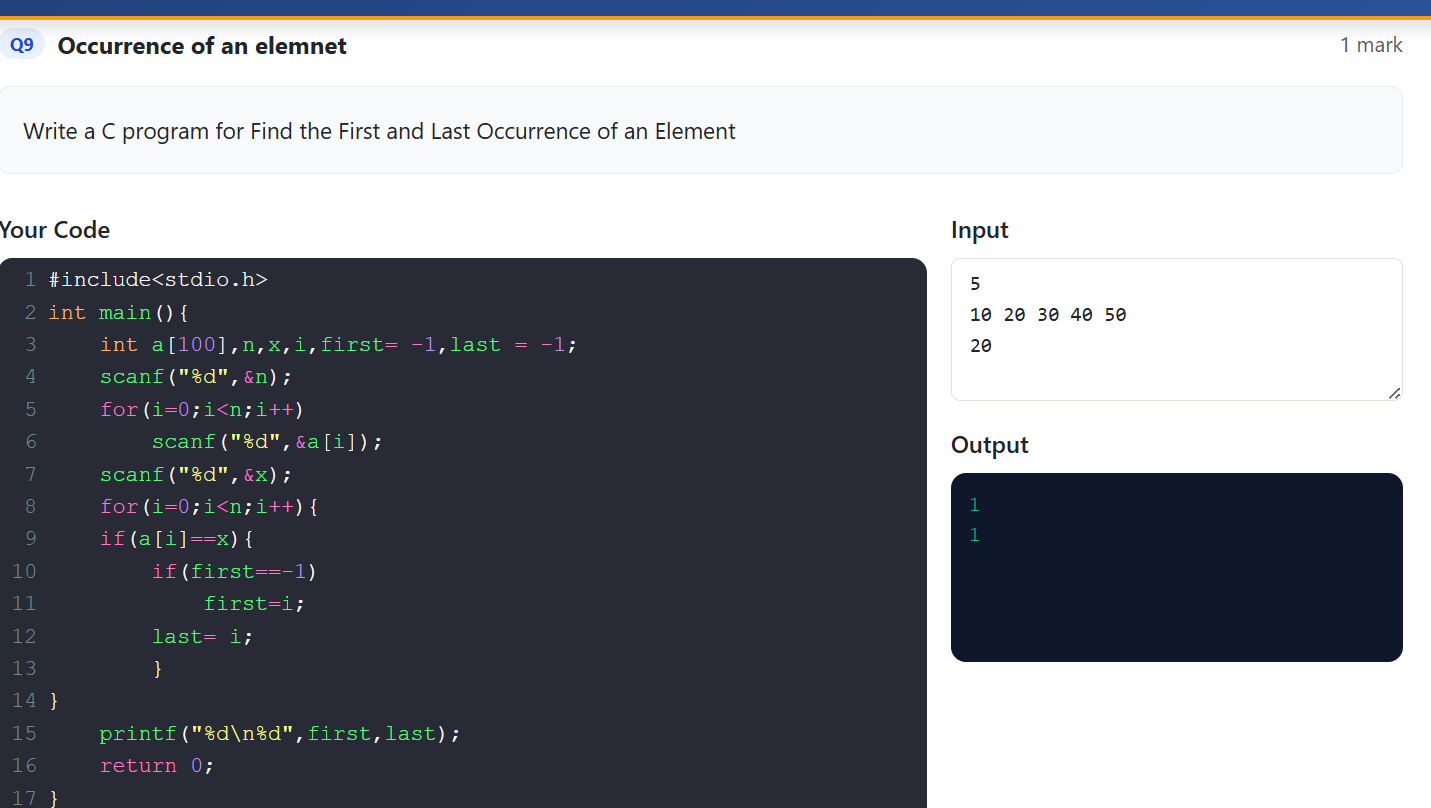 Q9 Occurrence of an elemnet 1 mark
Write a C program for Find the First and Last Occurrence of an Element
Your Code
1 #include<stdio.h>
2 int main(){
3     int a[100],n,x,i,first= -1,last = -1;
4     scanf("%d",&n);
5     for(i=0;i<n;i++)
6         scanf("%d",&a[i]);
7     scanf("%d",&x);
8     for(i=0;i<n;i++){
9     if(a[i]==x){
10         if(first==-1)
11             first=i;
12         last= i;
13         }
14 }
15     printf("%d\n%d",first,last);
16     return 0;
17 }
Input
5
10 20 30 40 50
20
Output
1
1